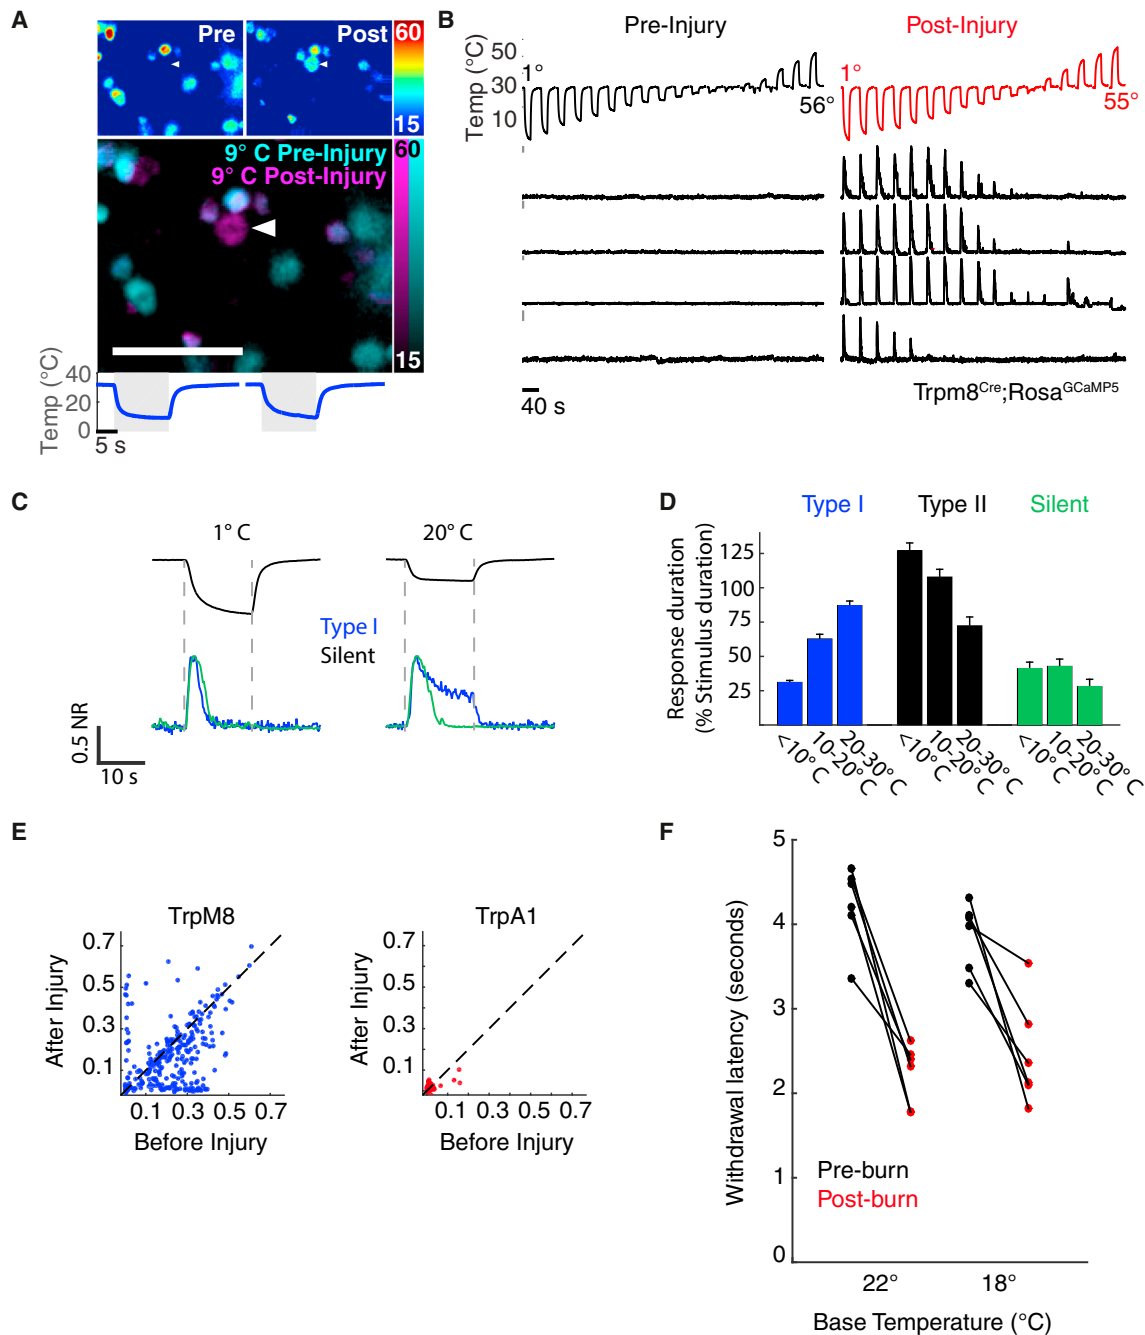 A
Pre
Post
60
15
9° C Pre-Injury
9° C Post-Injury
60
15
Temp (°C)
40
20
0
5 s
B
Pre-Injury
Post-Injury
Temp (°C)
50
30
10
1°
56°
1°
55°
40 s
Trpm8Cre;RosaGCaMP5
C
1° C
20° C
Type I
Silent
0.5 NR
10 s
D
Type I
Type II
Silent
Response duration
(% Stimulus duration)
125
100
75
50
25
<10° C
10-20° C
20-30° C
<10° C
10-20° C
20-30° C
<10° C
10-20° C
20-30° C
E
TrpM8
After Injury
0.7
0.5
0.3
0.1
0.1 0.3 0.5 0.7
Before Injury
TrpA1
After Injury
0.7
0.5
0.3
0.1
0.1 0.3 0.5 0.7
Before Injury
F
Withdrawal latency (seconds)
5
4
3
2
1
0
Pre-burn
Post-burn
22°
18°
Base Temperature (°C)